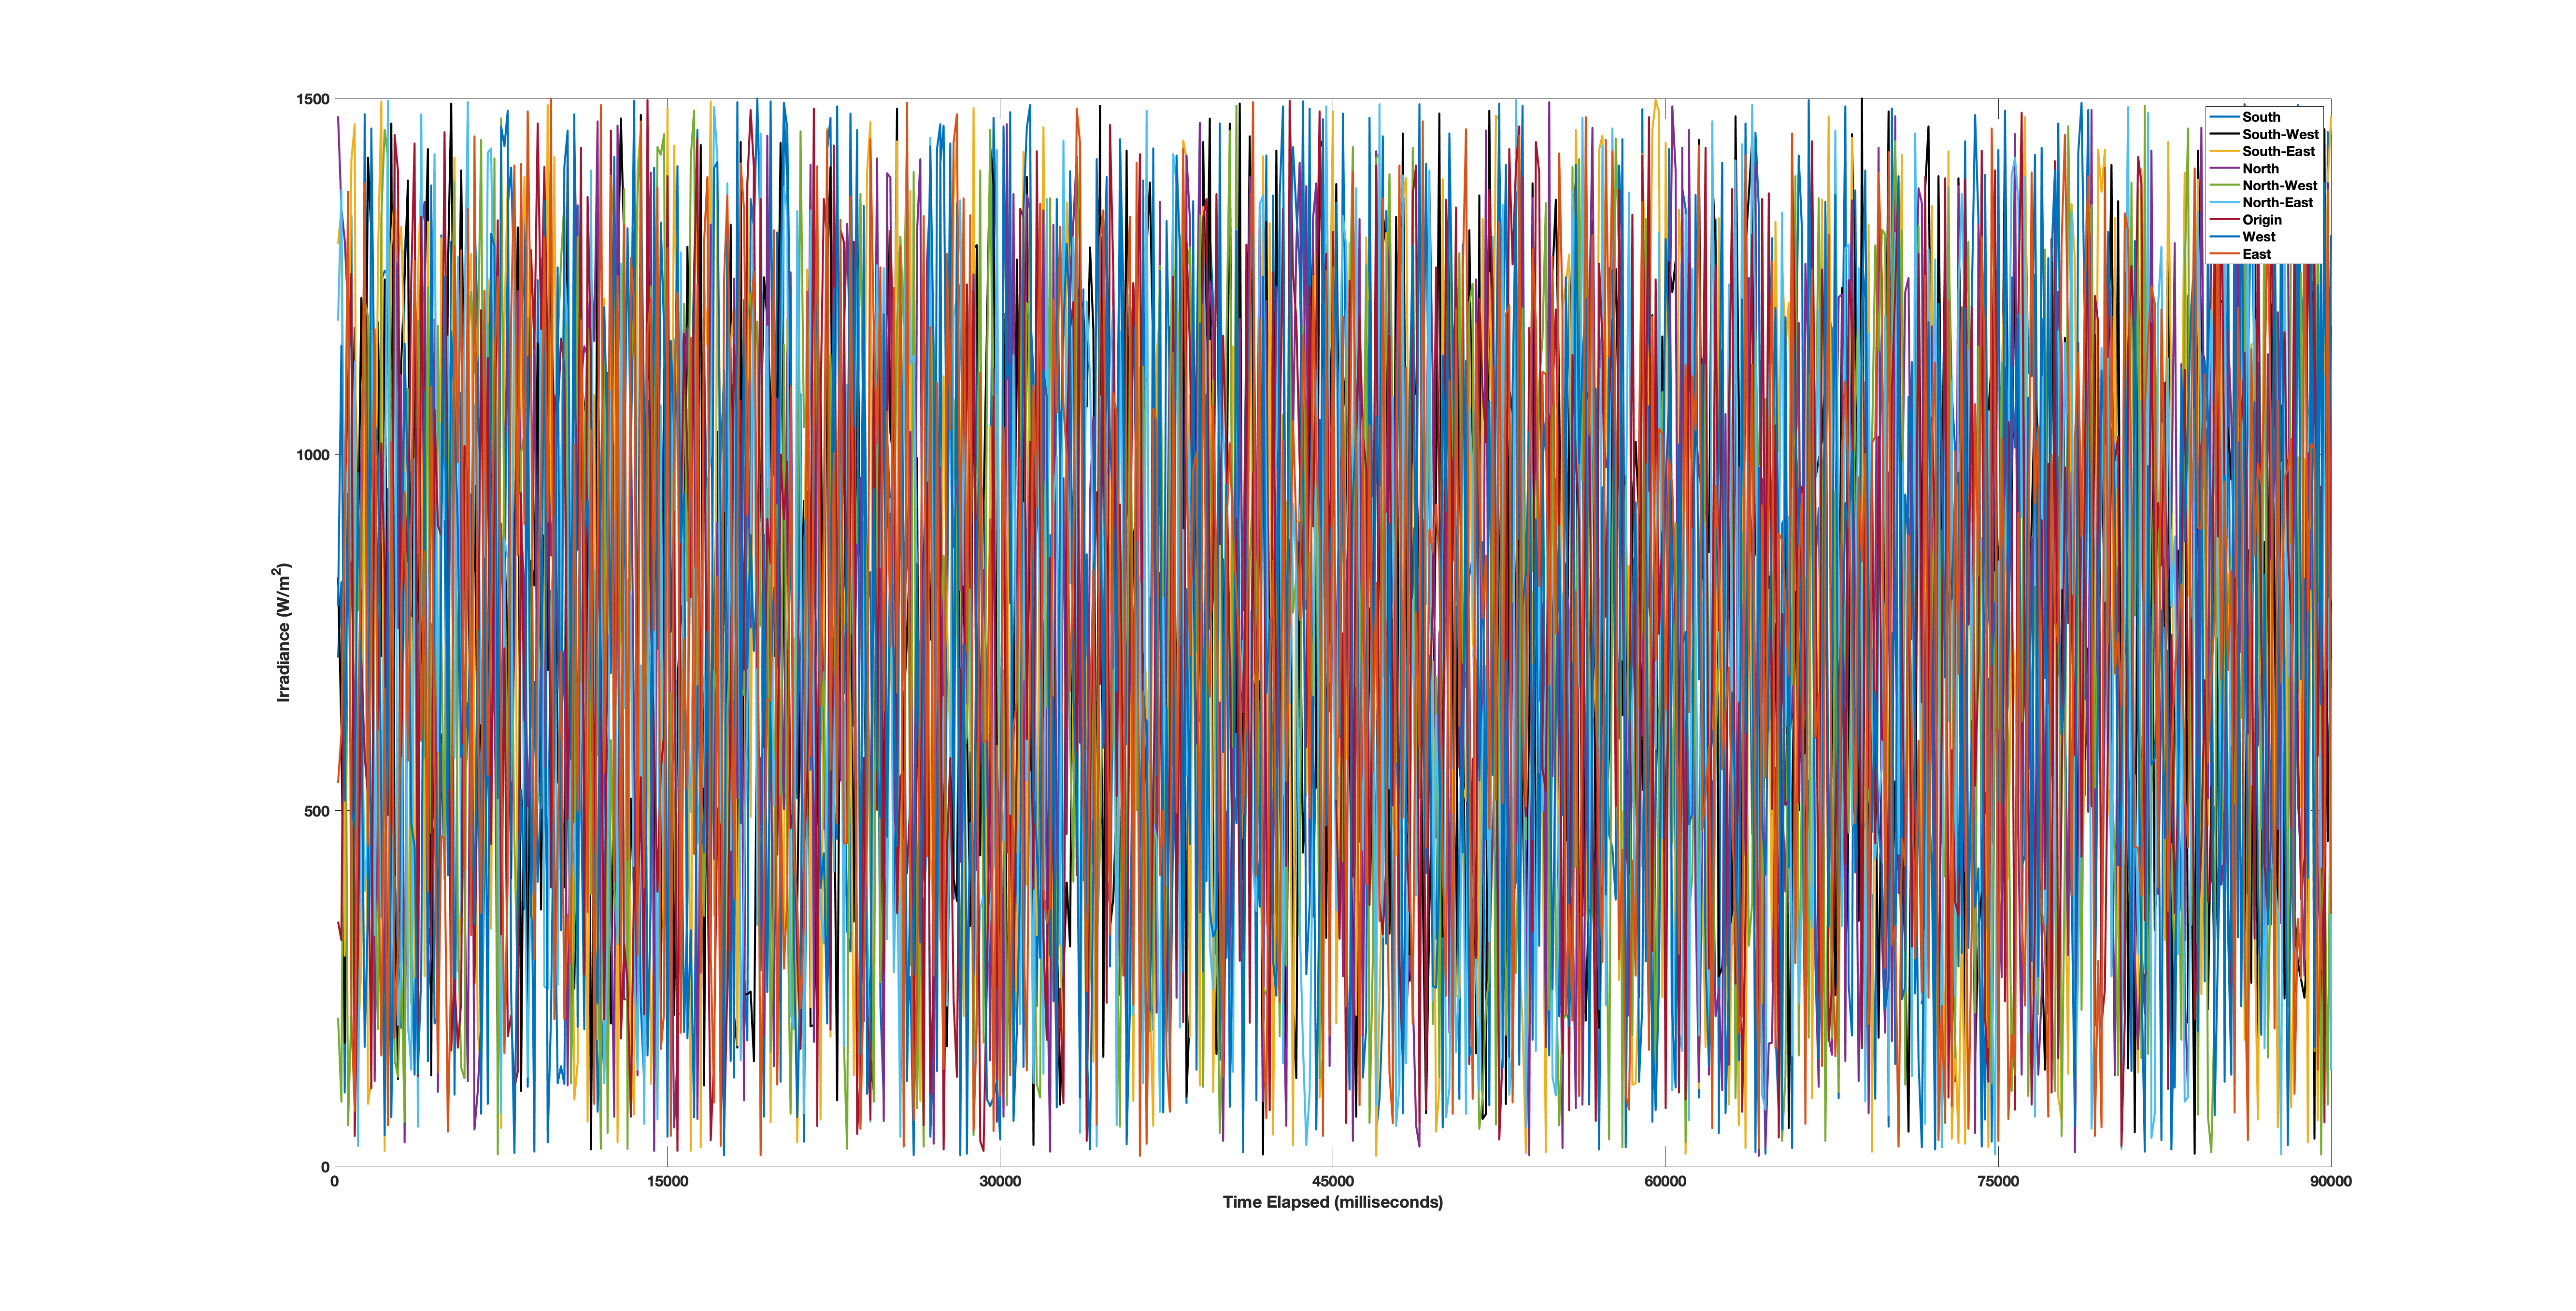 1500
1000
500
0
Irradiance (W/m²)
0 15000 30000 45000 60000 75000 90000
Time Elapsed (milliseconds)
South
South-West
South-East
North
North-West
North-East
Origin
West
East